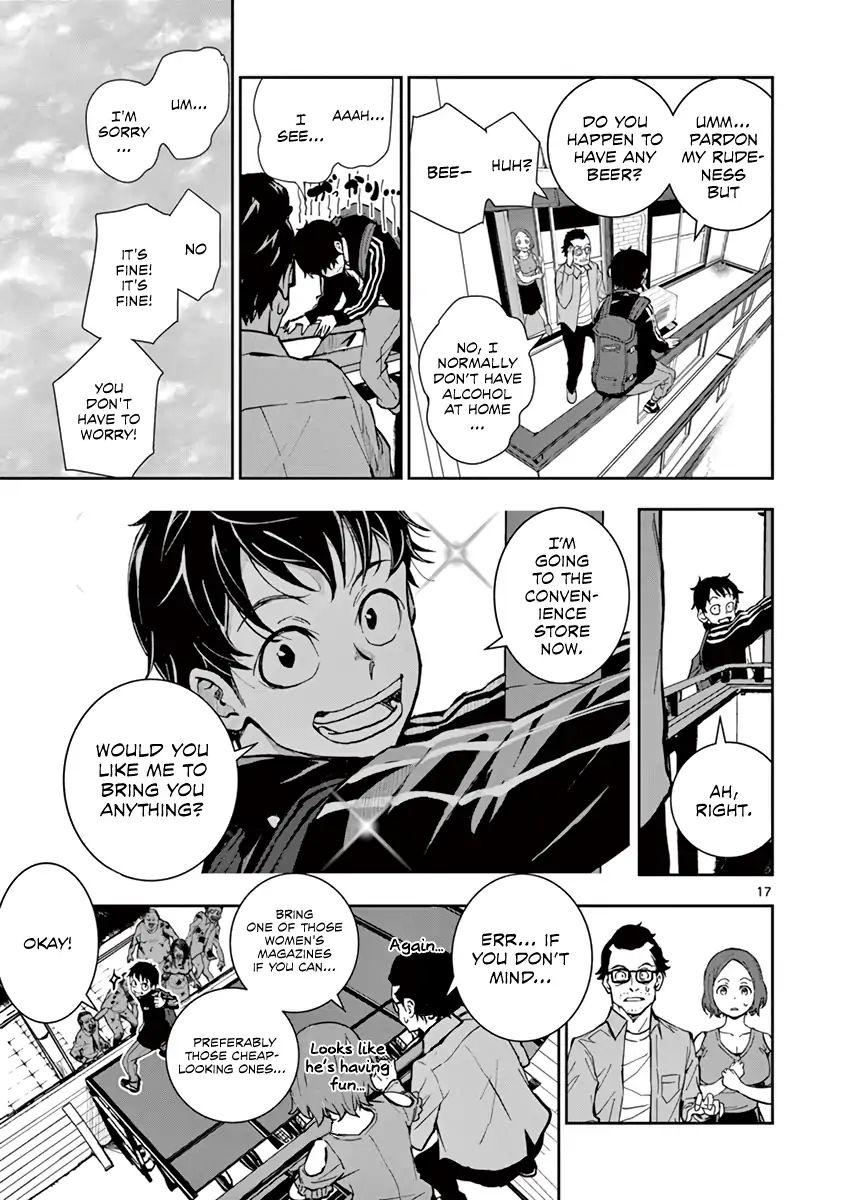 UMM...
PARDON
MY RUDE-
NESS
BUT
DO YOU
HAPPEN TO
HAVE ANY
BEER?
HUH?
BEE–
NO, I
NORMALLY
DON'T HAVE
ALCOHOL
AT HOME
...
AAAH...
I
SEE...
UM...
I'M
SORRY
...
NO
IT'S
FINE!
IT'S
FINE!
YOU
DON'T
HAVE TO
WORRY!
AH,
RIGHT.
I'M
GOING
TO THE
CONVEN-
IENCE
STORE
NOW.
WOULD YOU
LIKE ME TO
BRING YOU
ANYTHING?
17
ERR... IF
YOU DON'T
MIND...
Again...
BRING
ONE OF THOSE
WOMEN'S
MAGAZINES
IF YOU CAN...
Looks like
he's having
fun...
PREFERABLY
THOSE CHEAP-
LOOKING ONES...
OKAY!